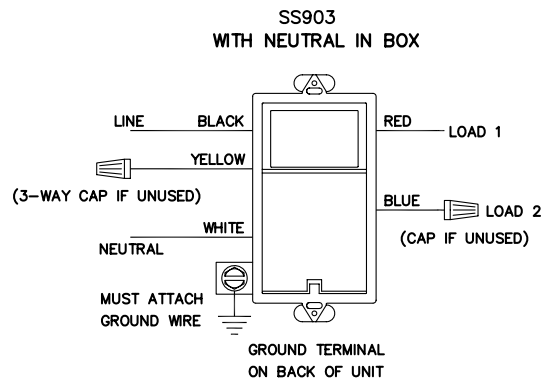 SS903
WITH NEUTRAL IN BOX
LINE BLACK
RED
LOAD 1
YELLOW
(3-WAY CAP IF UNUSED)
BLUE
LOAD 2
(CAP IF UNUSED)
WHITE
NEUTRAL
MUST ATTACH
GROUND WIRE
GROUND TERMINAL
ON BACK OF UNIT